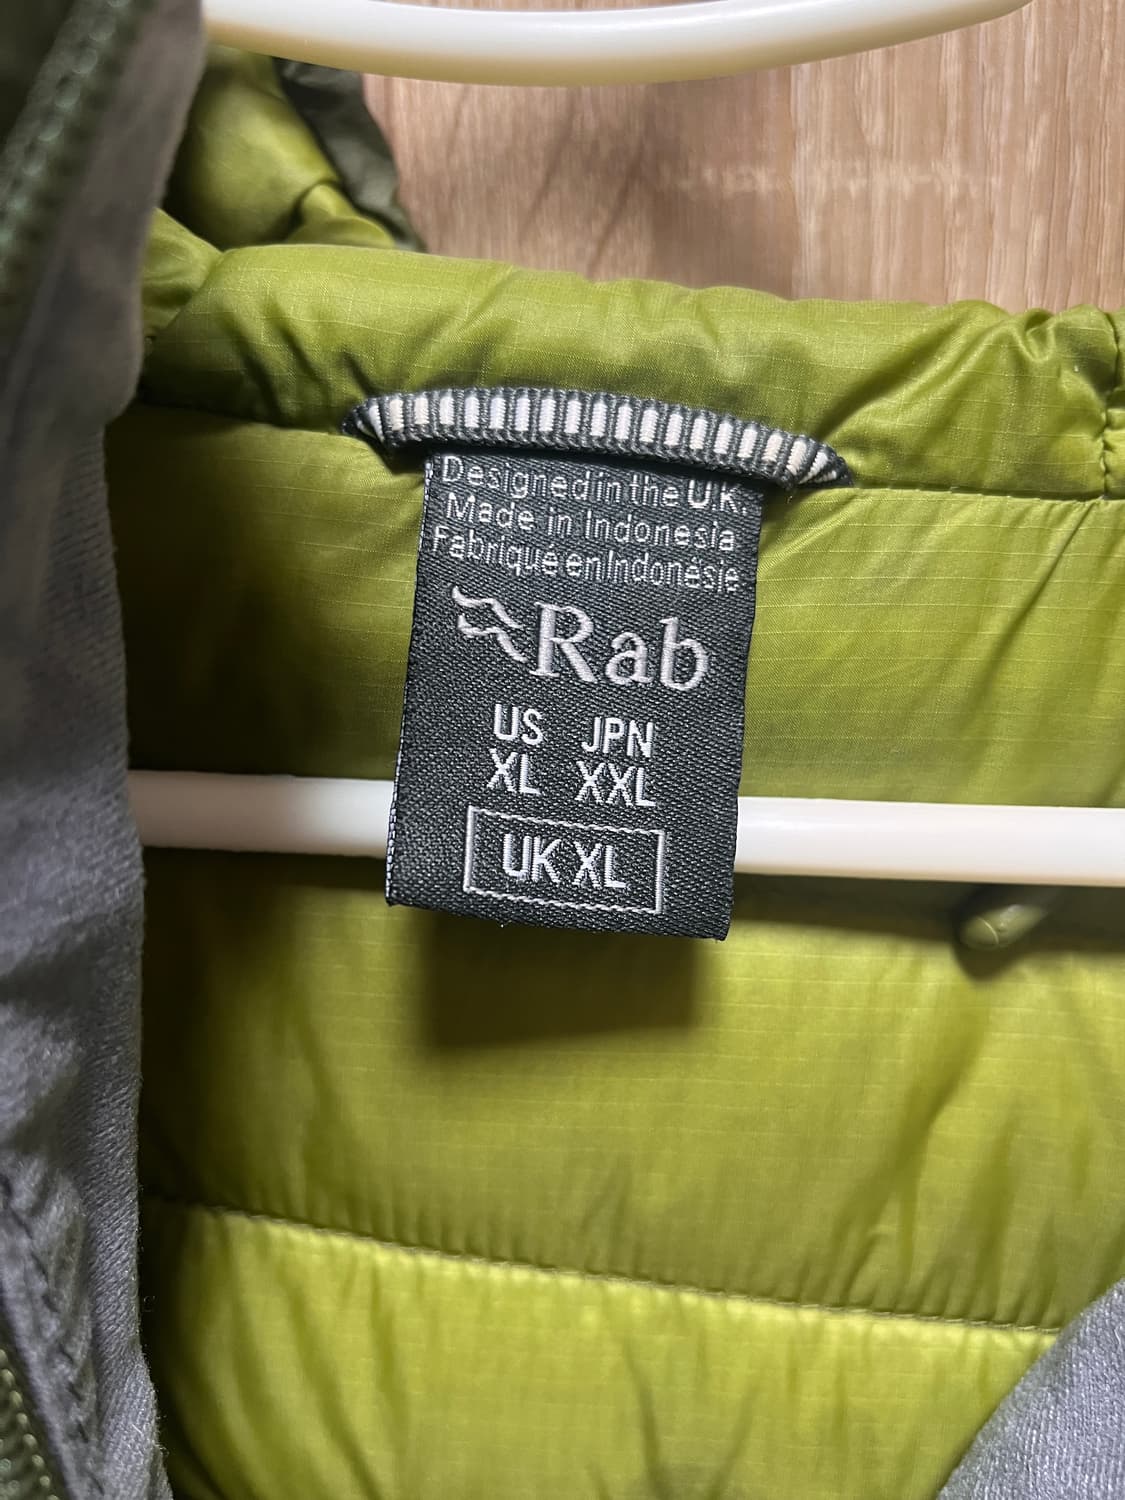 Designed in the U.K.
Made in Indonesia
Fabriqué en Indonésie
Rab
US JPN
XL XXL
UK XL